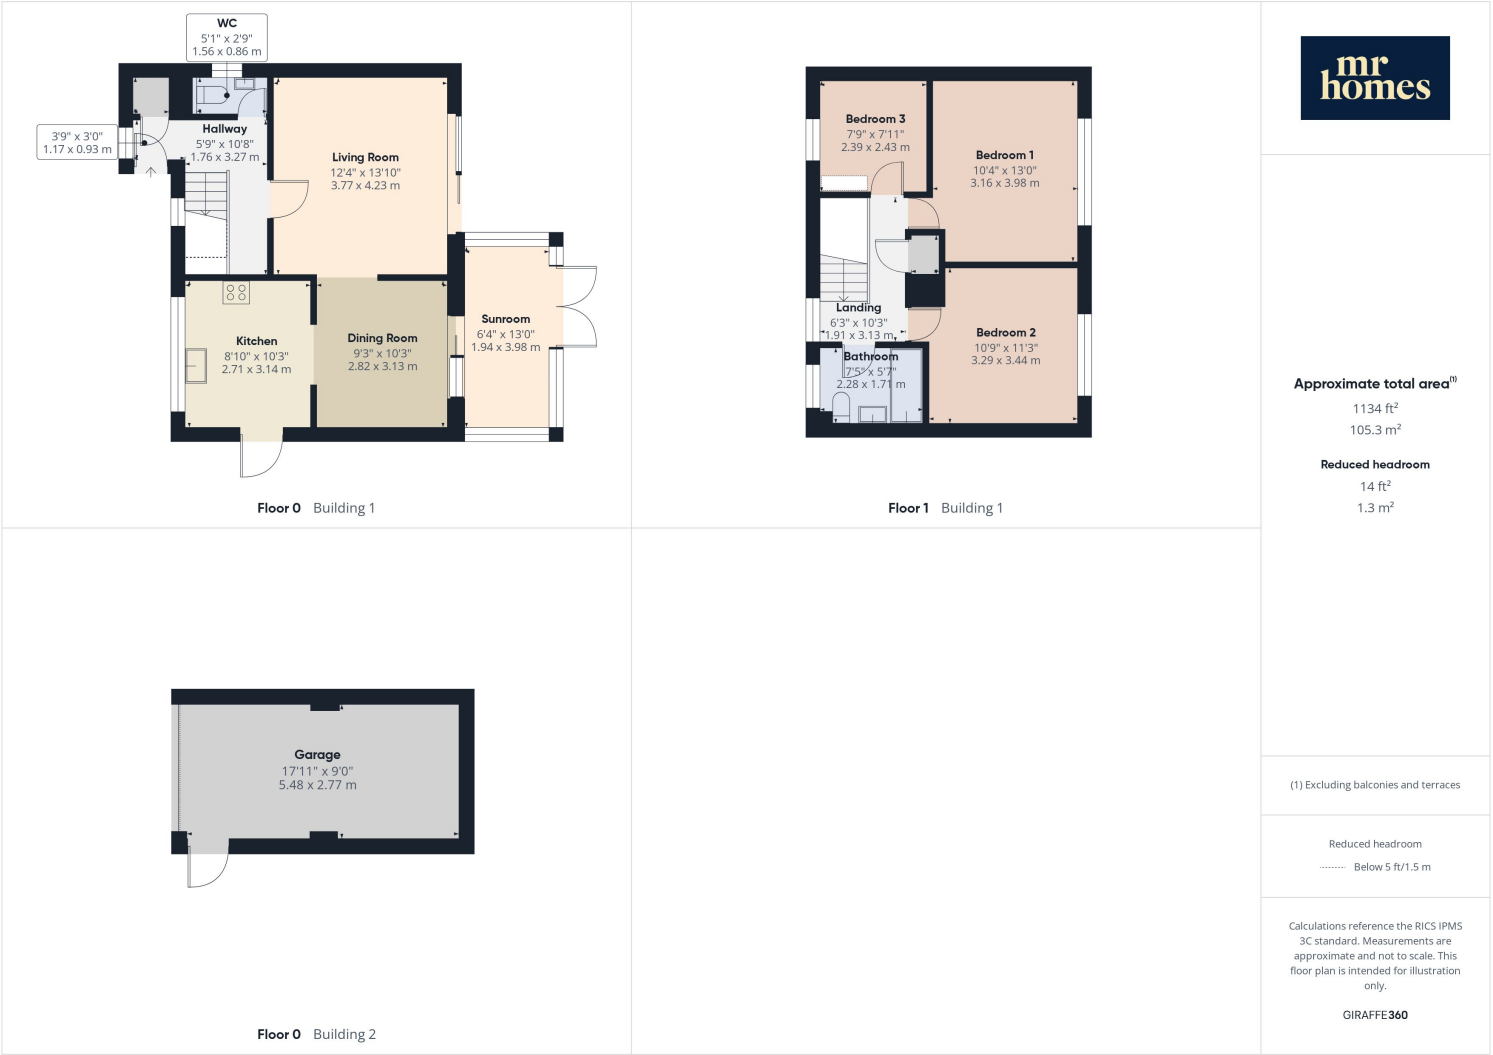 WC
5'1" x 2'9"
1.56 x 0.86 m
3'9" x 3'0"
1.17 x 0.93 m
Hallway
5'9" x 10'8"
1.76 x 3.27 m
Living Room
12'4" x 13'10"
3.77 x 4.23 m
Kitchen
8'10" x 10'3"
2.71 x 3.14 m
Dining Room
9'3" x 10'3"
2.82 x 3.13 m
Sunroom
6'4" x 13'0"
1.94 x 3.98 m
Floor 0 Building 1
Bedroom 3
7'9" x 7'11"
2.39 x 2.43 m
Bedroom 1
10'4" x 13'0"
3.16 x 3.98 m
Landing
6'3" x 10'3"
1.91 x 3.13 m
Bathroom
7'5" x 5'7"
2.28 x 1.71 m
Bedroom 2
10'9" x 11'3"
3.29 x 3.44 m
Floor 1 Building 1
Garage
17'11" x 9'0"
5.48 x 2.77 m
Floor 0 Building 2
mr
homes
Approximate total area(1)
1134 ft²
105.3 m²
Reduced headroom
14 ft²
1.3 m²
(1) Excluding balconies and terraces
Reduced headroom
Below 5 ft/1.5 m
Calculations reference the RICS IPMS
3C standard. Measurements are
approximate and not to scale. This
floor plan is intended for illustration
only.
GIRAFFE360